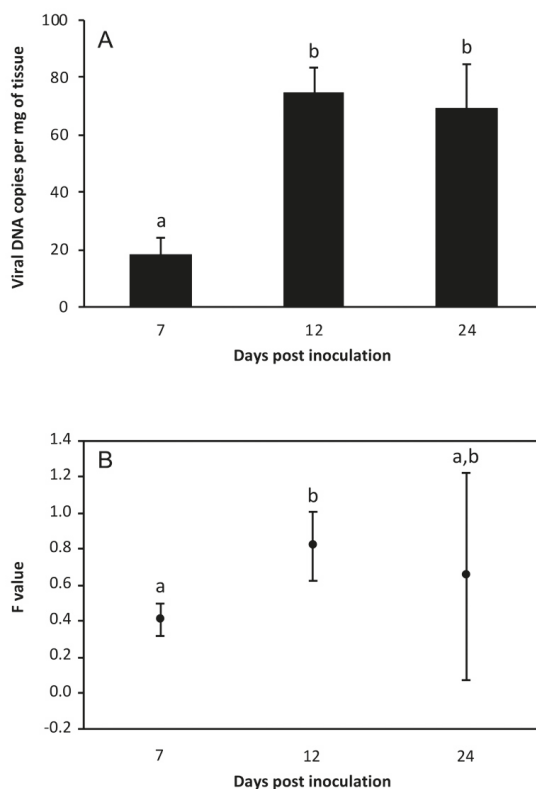 100
A
b
b
80
60
40
a
20
0
7
12
24
Viral DNA copies per mg of tissue
Days post inoculation
1.4
B
a,b
1.2
b
1.0
0.8
a
0.6
0.4
0.2
0.0
-0.2
7
12
24
F value
Days post inoculation